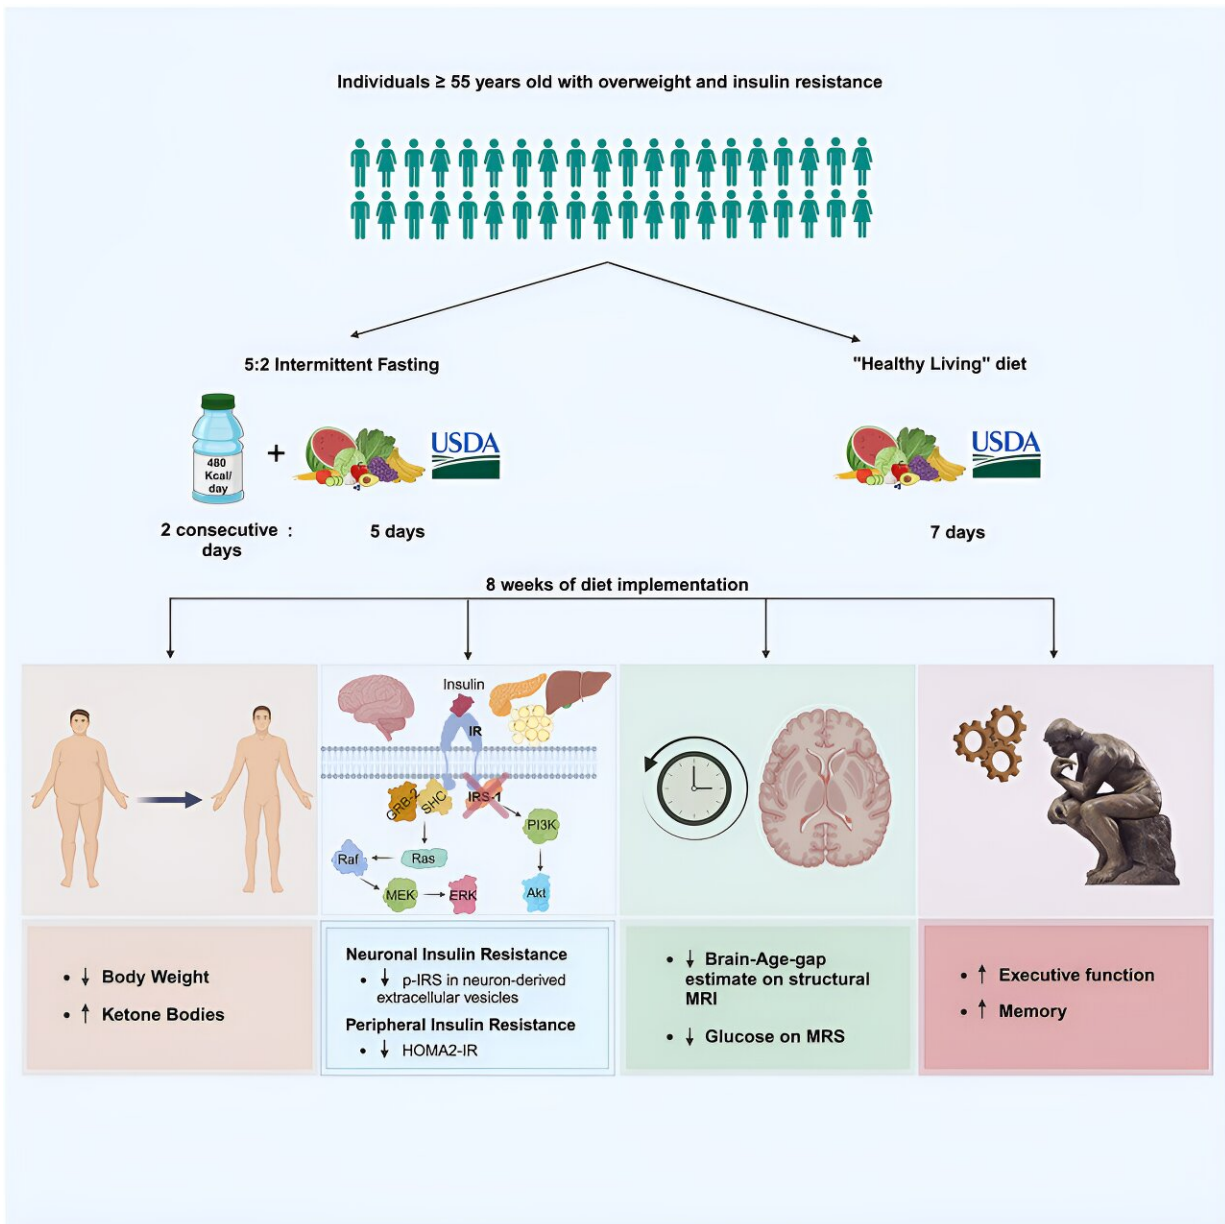 Individuals ≥ 55 years old with overweight and insulin resistance
5:2 Intermittent Fasting
"Healthy Living" diet
480
Kcal/
day
+
USDA
USDA
2 consecutive :
days
5 days
7 days
8 weeks of diet implementation
Insulin
IR
GRB-2
SHC
IRS-1
PI3K
Raf
Ras
MEK
ERK
Akt
• ↓ Body Weight
• ↑ Ketone Bodies
Neuronal Insulin Resistance
• ↓ p-IRS in neuron-derived
extracellular vesicles
Peripheral Insulin Resistance
• ↓ HOMA2-IR
• ↓ Brain-Age-gap
estimate on structural
MRI
• ↓ Glucose on MRS
• ↑ Executive function
• ↑ Memory